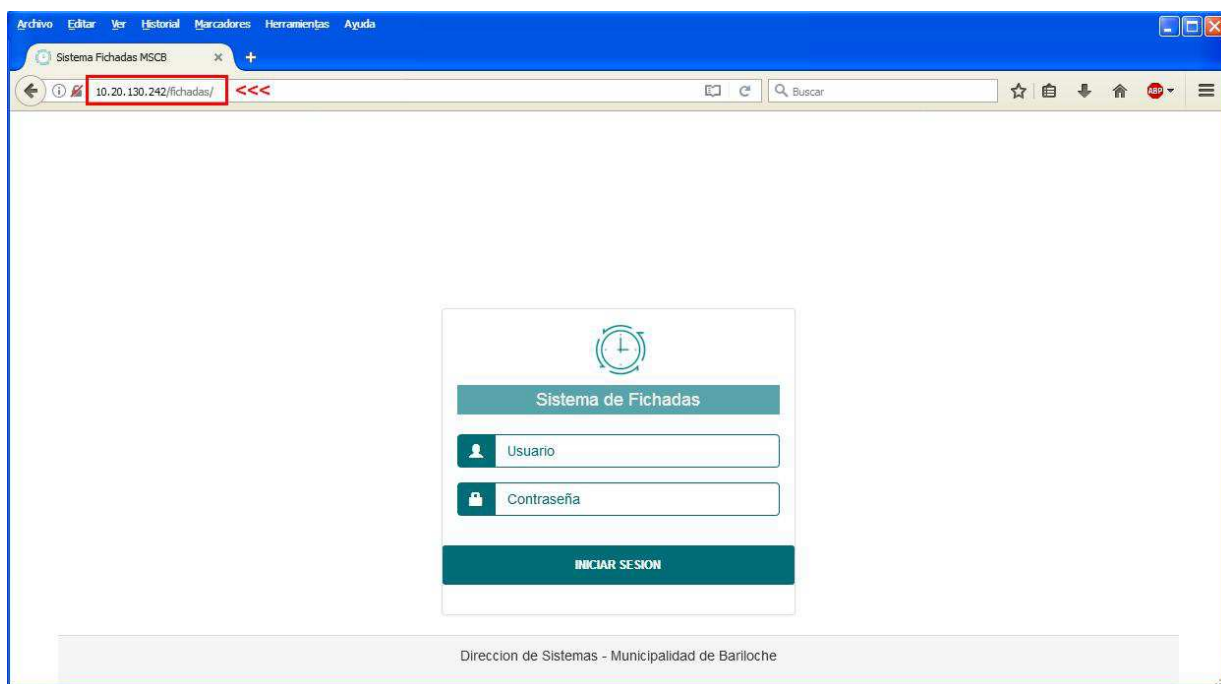 Archivo Editar Ver Historial Marcadores Herramientas Ayuda
Sistema Fichadas MSCB × +
10.20.130.242/fichadas/ <<< Buscar ABP
Sistema de Fichadas
Usuario
Contraseña
INICIAR SESION
Direccion de Sistemas - Municipalidad de Bariloche